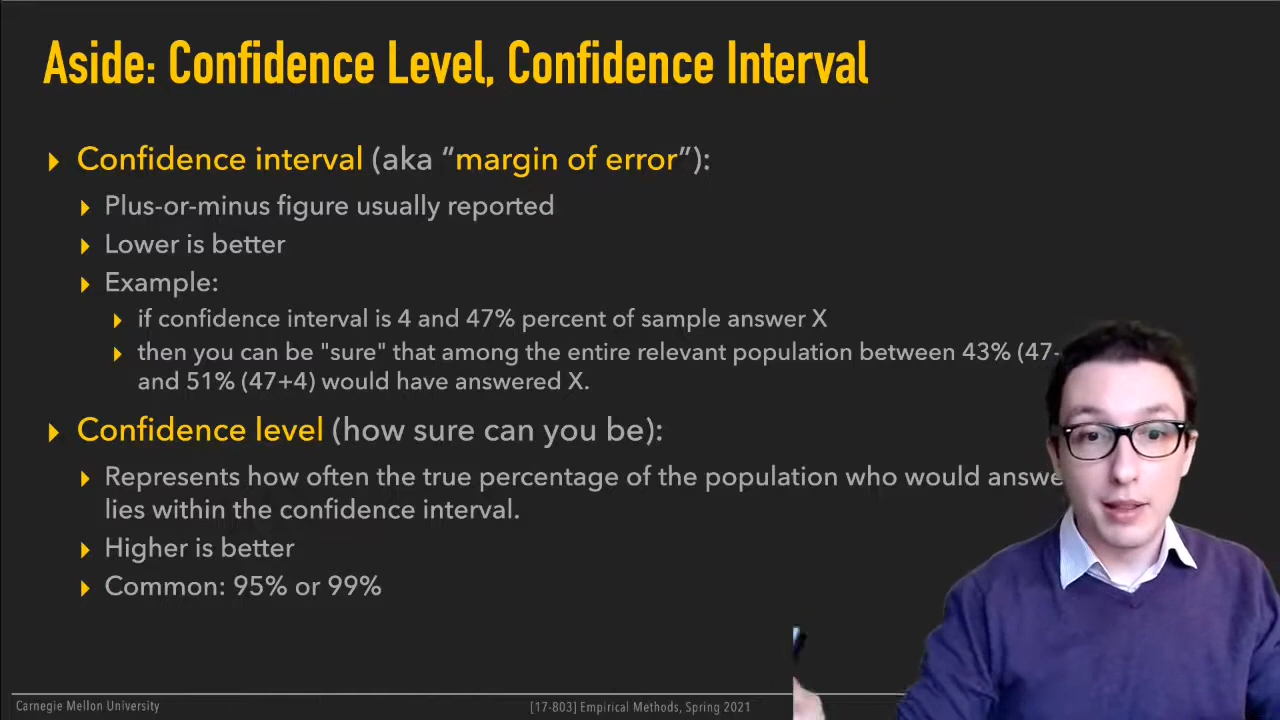 Aside: Confidence Level, Confidence Interval
Confidence interval (aka “margin of error”):
Plus-or-minus figure usually reported
Lower is better
Example:
if confidence interval is 4 and 47% percent of sample answer X
then you can be "sure" that among the entire relevant population between 43% (47-
and 51% (47+4) would have answered X.
Confidence level (how sure can you be):
Represents how often the true percentage of the population who would answe
lies within the confidence interval.
Higher is better
Common: 95% or 99%
Carnegie Mellon University
[17-803] Empirical Methods, Spring 2021